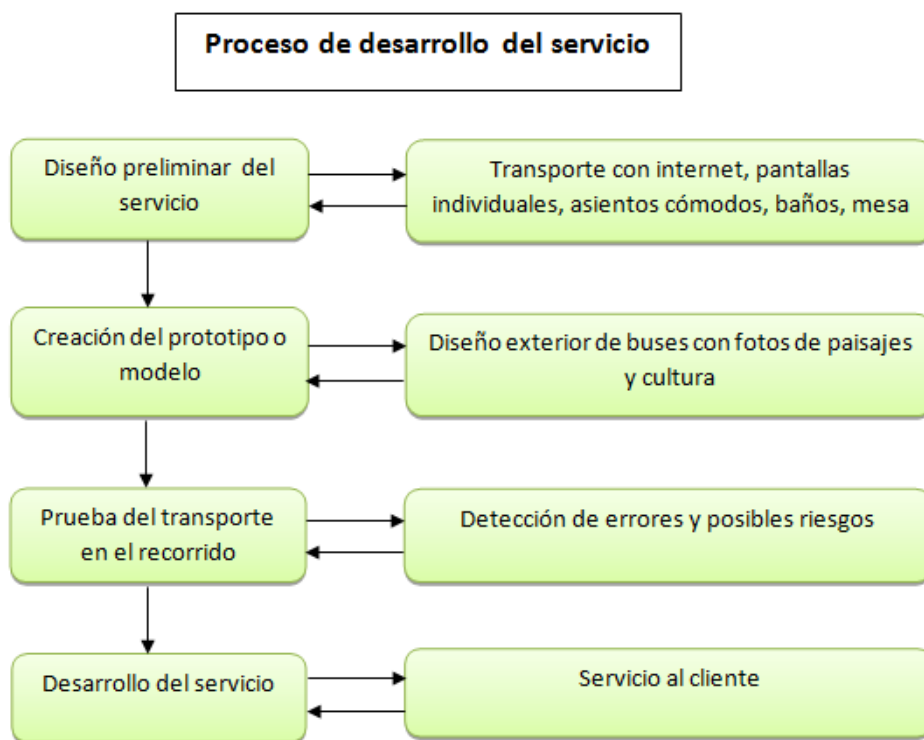 Proceso de desarrollo del servicio
Diseño preliminar del
servicio
Transporte con internet, pantallas
individuales, asientos cómodos, baños, mesa
Creación del prototipo o
modelo
Diseño exterior de buses con fotos de paisajes
y cultura
Prueba del transporte
en el recorrido
Detección de errores y posibles riesgos
Desarrollo del servicio
Servicio al cliente